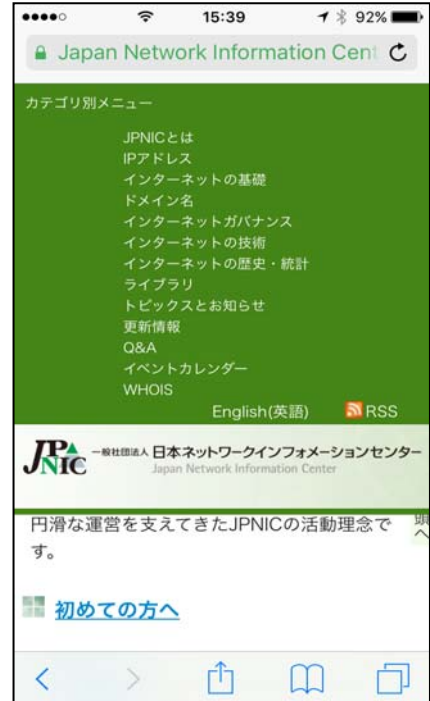 15:39
92%
Japan Network Information Cent
カテゴリ別メニュー
JPNICとは
IPアドレス
インターネットの基礎
ドメイン名
インターネットガバナンス
インターネットの技術
インターネットの歴史・統計
ライブラリ
トピックスとお知らせ
更新情報
Q&A
イベントカレンダー
WHOIS
English(英語) RSS
JPNIC 一般社団法人 日本ネットワークインフォメーションセンター
Japan Network Information Center
円滑な運営を支えてきたJPNICの活動理念で
す。
頭へ
初めての方へ